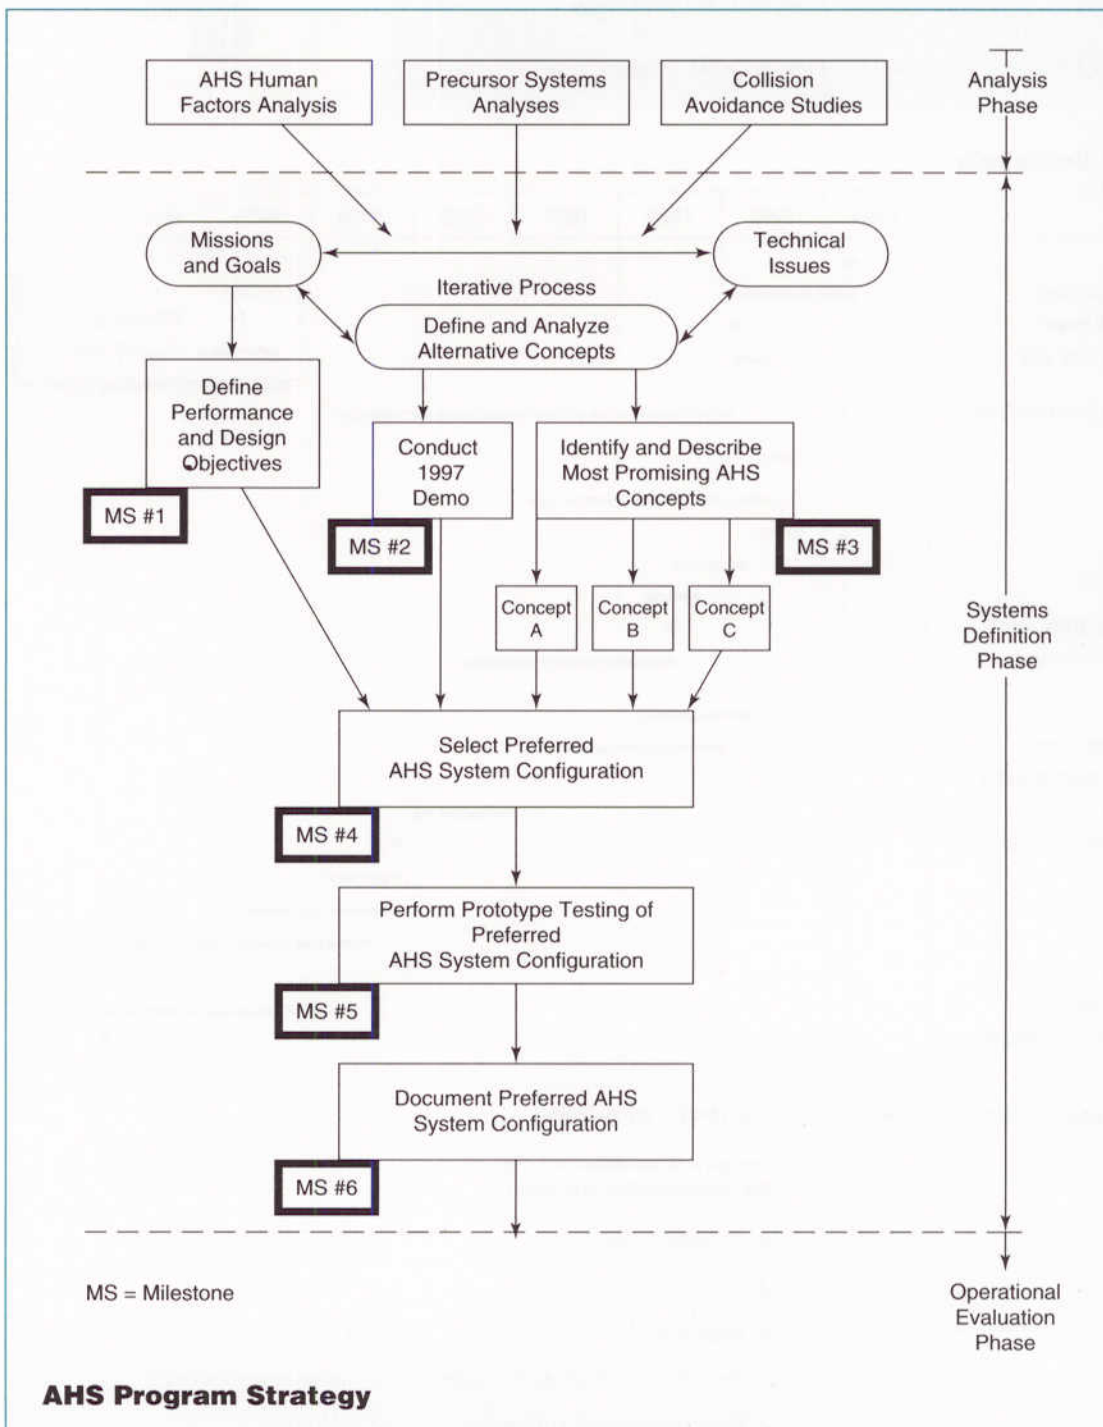 AHS Human
Factors Analysis
Precursor Systems
Analyses
Collision
Avoidance Studies
Analysis
Phase
Missions
and Goals
Technical
Issues
Iterative Process
Define and Analyze
Alternative Concepts
Define
Performance
and Design
Objectives
MS #1
Conduct
1997
Demo
MS #2
Identify and Describe
Most Promising AHS
Concepts
MS #3
Concept
A
Concept
B
Concept
C
Systems
Definition
Phase
Select Preferred
AHS System Configuration
MS #4
Perform Prototype Testing of
Preferred
AHS System Configuration
MS #5
Document Preferred AHS
System Configuration
MS #6
MS = Milestone
Operational
Evaluation
Phase
AHS Program Strategy